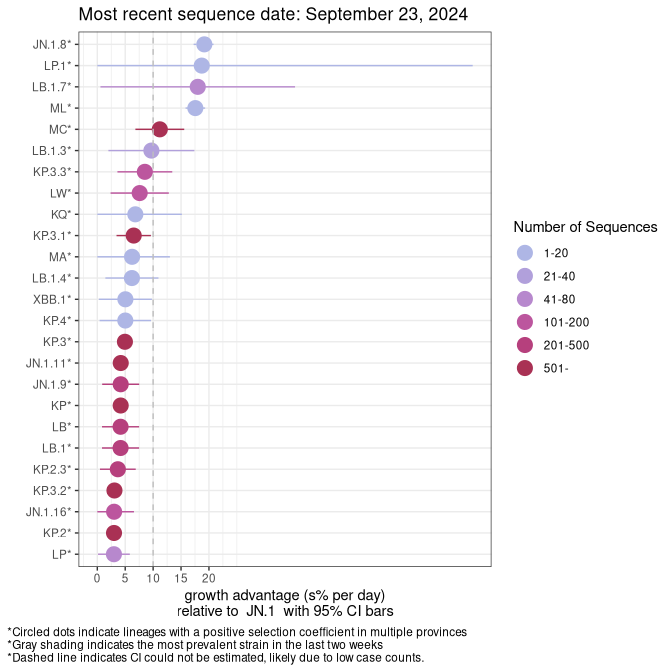 Most recent sequence date: September 23, 2024
JN.1.8*
LP.1*
LB.1.7*
ML*
MC*
LB.1.3*
KP.3.3*
LW*
KQ*
KP.3.1*
MA*
LB.1.4*
XBB.1*
KP.4*
KP.3*
JN.1.11*
JN.1.9*
KP*
LB*
LB.1*
KP.2.3*
KP.3.2*
JN.1.16*
KP.2*
LP*
0 5 10 15 20
growth advantage (s% per day)
relative to JN.1 with 95% CI bars
Number of Sequences
1-20
21-40
41-80
101-200
201-500
501-
*Circled dots indicate lineages with a positive selection coefficient in multiple provinces
*Gray shading indicates the most prevalent strain in the last two weeks
*Dashed line indicates CI could not be estimated, likely due to low case counts.